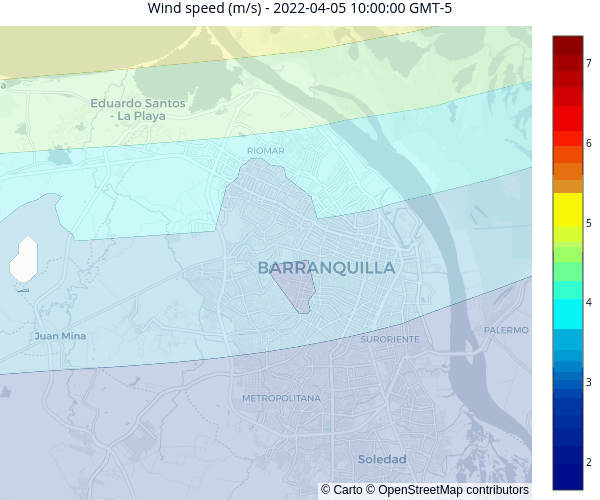 Wind speed (m/s) - 2022-04-05 10:00:00 GMT-5
a
Eduardo Santos
- La Playa
RIOMAR
BARRANQUILLA
Juan Mina
SURORIENTE
PALERMO
METROPOLITANA
Soledad
© Carto © OpenStreetMap contributors
7
6
5
4
3
2